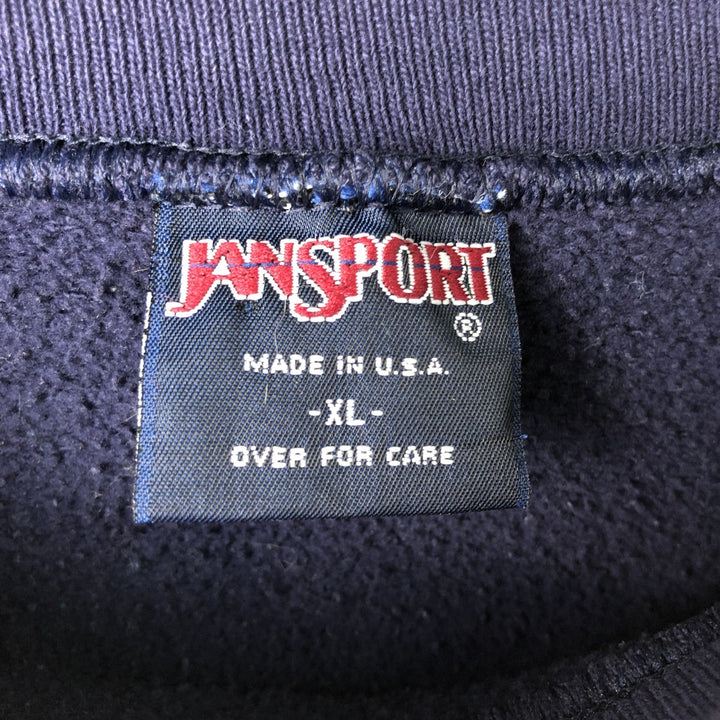 JANSPORT
®
MADE IN U.S.A.
-XL-
OVER FOR CARE